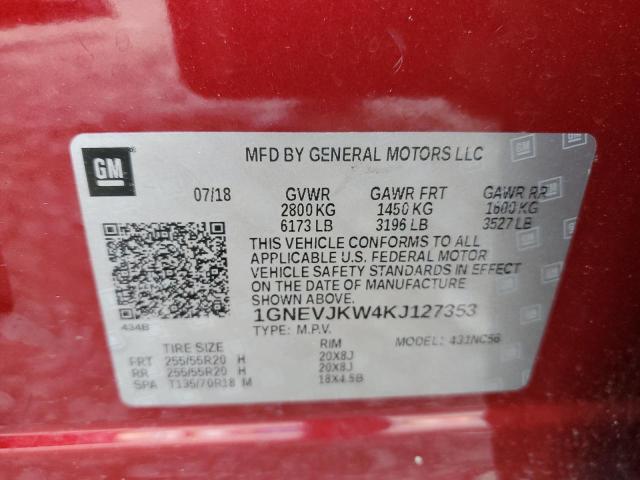 GM
MFD BY GENERAL MOTORS LLC
07/18 GVWR GAWR FRT GAWR RR
2800 KG 1450 KG 1600 KG
6173 LB 3196 LB 3527 LB
THIS VEHICLE CONFORMS TO ALL
APPLICABLE U.S. FEDERAL MOTOR
VEHICLE SAFETY STANDARDS IN EFFECT
ON THE DATE OF MANUFACTURE
SHOWN ABOVE.
434B
1GNEVJKW4KJ127353
TYPE: M.P.V. MODEL: 431NC56
TIRE SIZE RIM
FRT 255/55R20 H 20X8J
RR 255/55R20 H 20X8J
SPA T135/70R18 M 18X4.5B